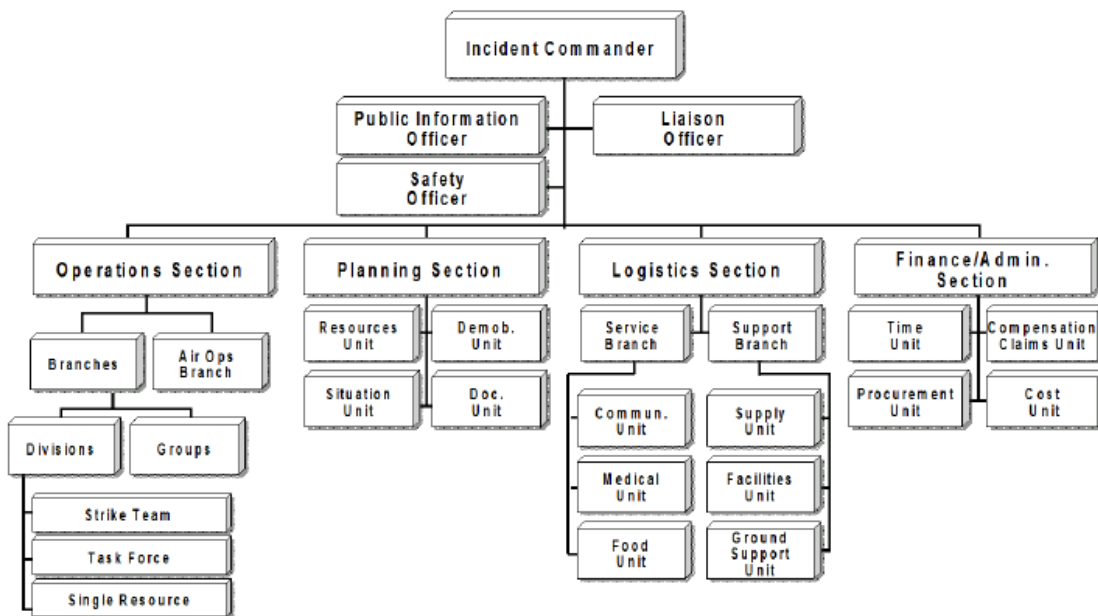 Incident Commander
Public Information
Officer
Liaison
Officer
Safety
Officer
Operations Section
Planning Section
Logistics Section
Finance/Admin.
Section
Branches
Air Ops
Branch
Divisions
Groups
Strike Team
Task Force
Single Resource
Resources
Unit
Demob.
Unit
Situation
Unit
Doc.
Unit
Service
Branch
Support
Branch
Commun.
Unit
Supply
Unit
Medical
Unit
Facilities
Unit
Food
Unit
Ground
Support
Unit
Time
Unit
Compensation
Claims Unit
Procurement
Unit
Cost
Unit